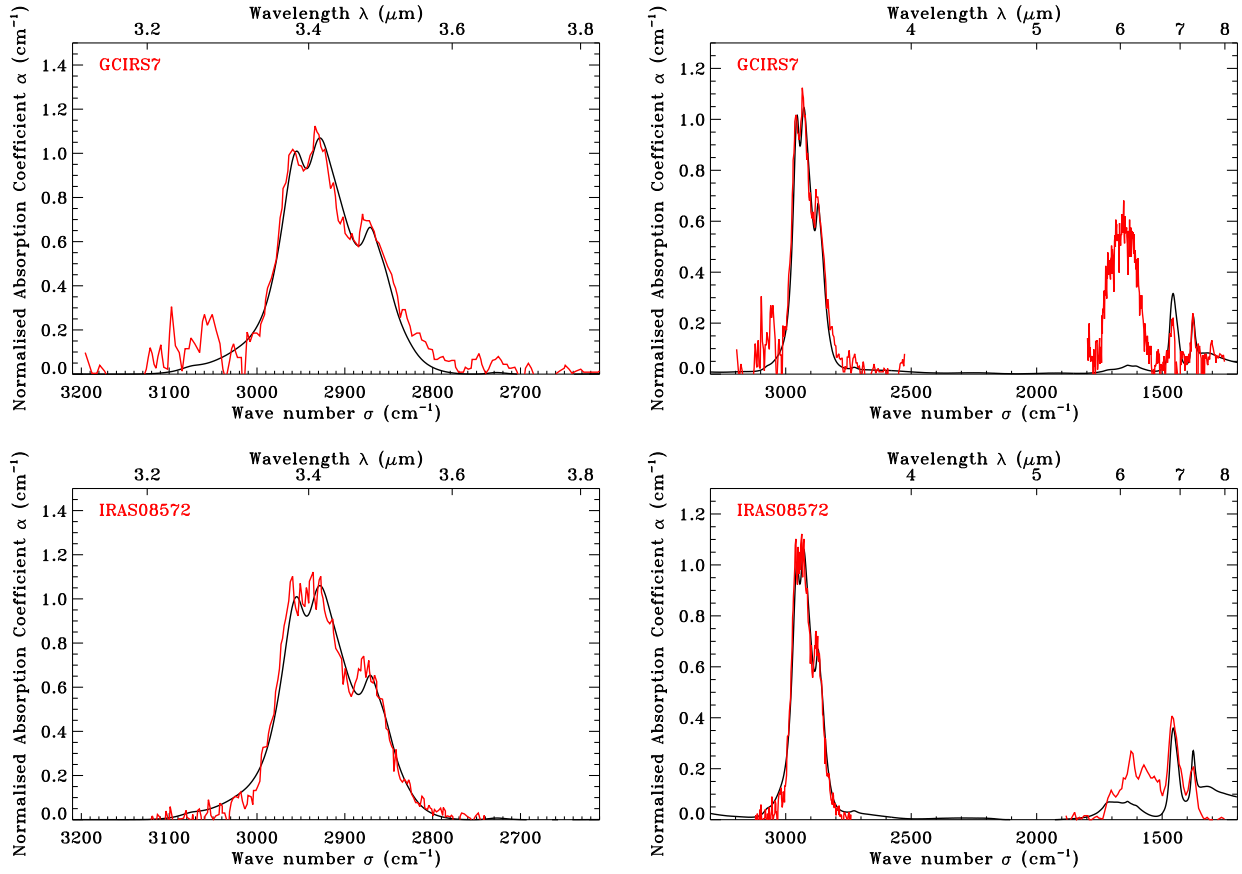 Wavelength λ (μm)
3.2 3.4 3.6 3.8
Normalised Absorption Coefficient α (cm⁻¹)
GCIRS7
1.4
1.2
1.0
0.8
0.6
0.4
0.2
0.0
3200 3100 3000 2900 2800 2700
Wave number σ (cm⁻¹)
Wavelength λ (μm)
4 5 6 7 8
Normalised Absorption Coefficient α (cm⁻¹)
GCIRS7
1.2
1.0
0.8
0.6
0.4
0.2
0.0
3000 2500 2000 1500
Wave number σ (cm⁻¹)
Wavelength λ (μm)
3.2 3.4 3.6 3.8
Normalised Absorption Coefficient α (cm⁻¹)
IRAS08572
1.4
1.2
1.0
0.8
0.6
0.4
0.2
0.0
3200 3100 3000 2900 2800 2700
Wave number σ (cm⁻¹)
Wavelength λ (μm)
4 5 6 7 8
Normalised Absorption Coefficient α (cm⁻¹)
IRAS08572
1.2
1.0
0.8
0.6
0.4
0.2
0.0
3000 2500 2000 1500
Wave number σ (cm⁻¹)